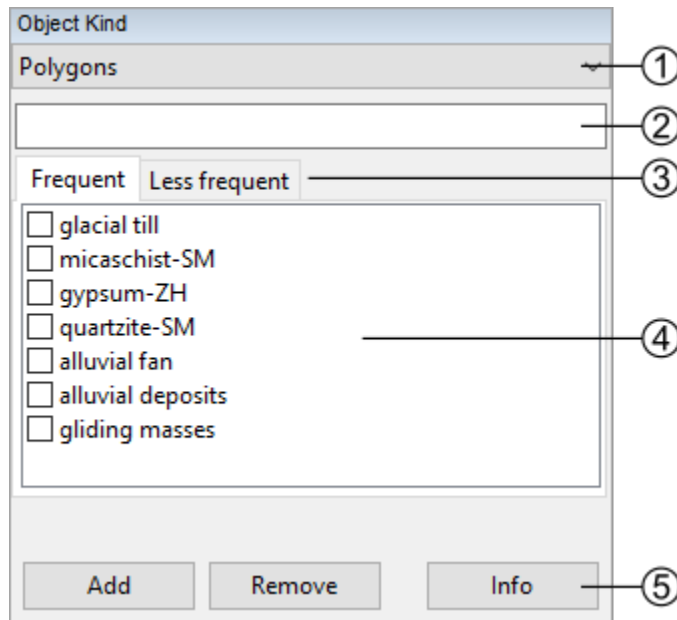 Object Kind
Polygons
1
2
Frequent Less frequent
3
glacial till
micaschist-SM
gypsum-ZH
quartzite-SM
4
alluvial fan
alluvial deposits
gliding masses
Add Remove Info
5